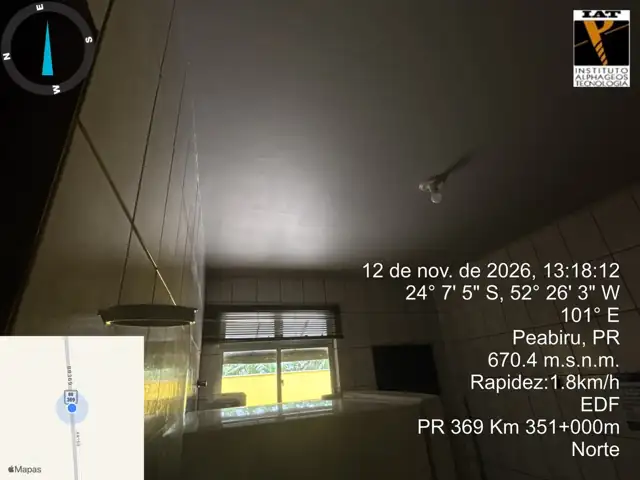 E
N
S
W
IAT
INSTITUTO
ALPHAGEOS
TECNOLOGIA
12 de nov. de 2026, 13:18:12
24° 7' 5" S, 52° 26' 3" W
101° E
Peabiru, PR
670.4 m.s.n.m.
Rapidez:1.8km/h
EDF
PR 369 Km 351+000m
Norte
Mapas